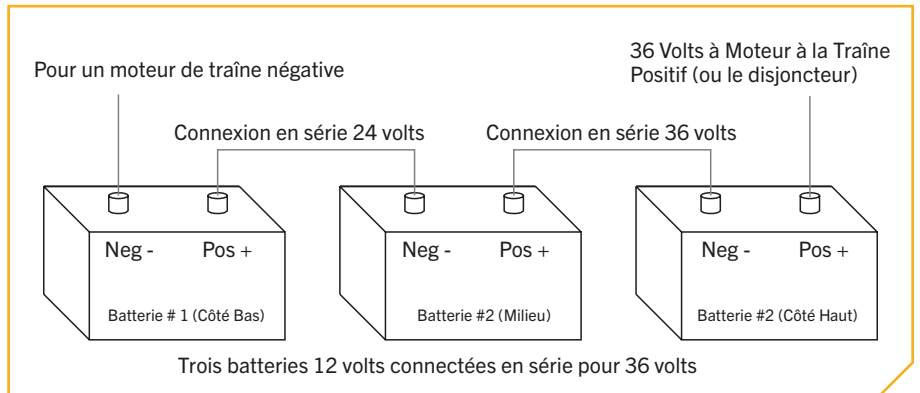 Pour un moteur de traîne négative
36 Volts à Moteur à la Traîne
Positif (ou le disjoncteur)
Connexion en série 24 volts
Connexion en série 36 volts
Neg -
Pos +
Neg -
Pos +
Neg -
Pos +
Batterie # 1 (Côté Bas)
Batterie #2 (Milieu)
Batterie #2 (Côté Haut)
Trois batteries 12 volts connectées en série pour 36 volts